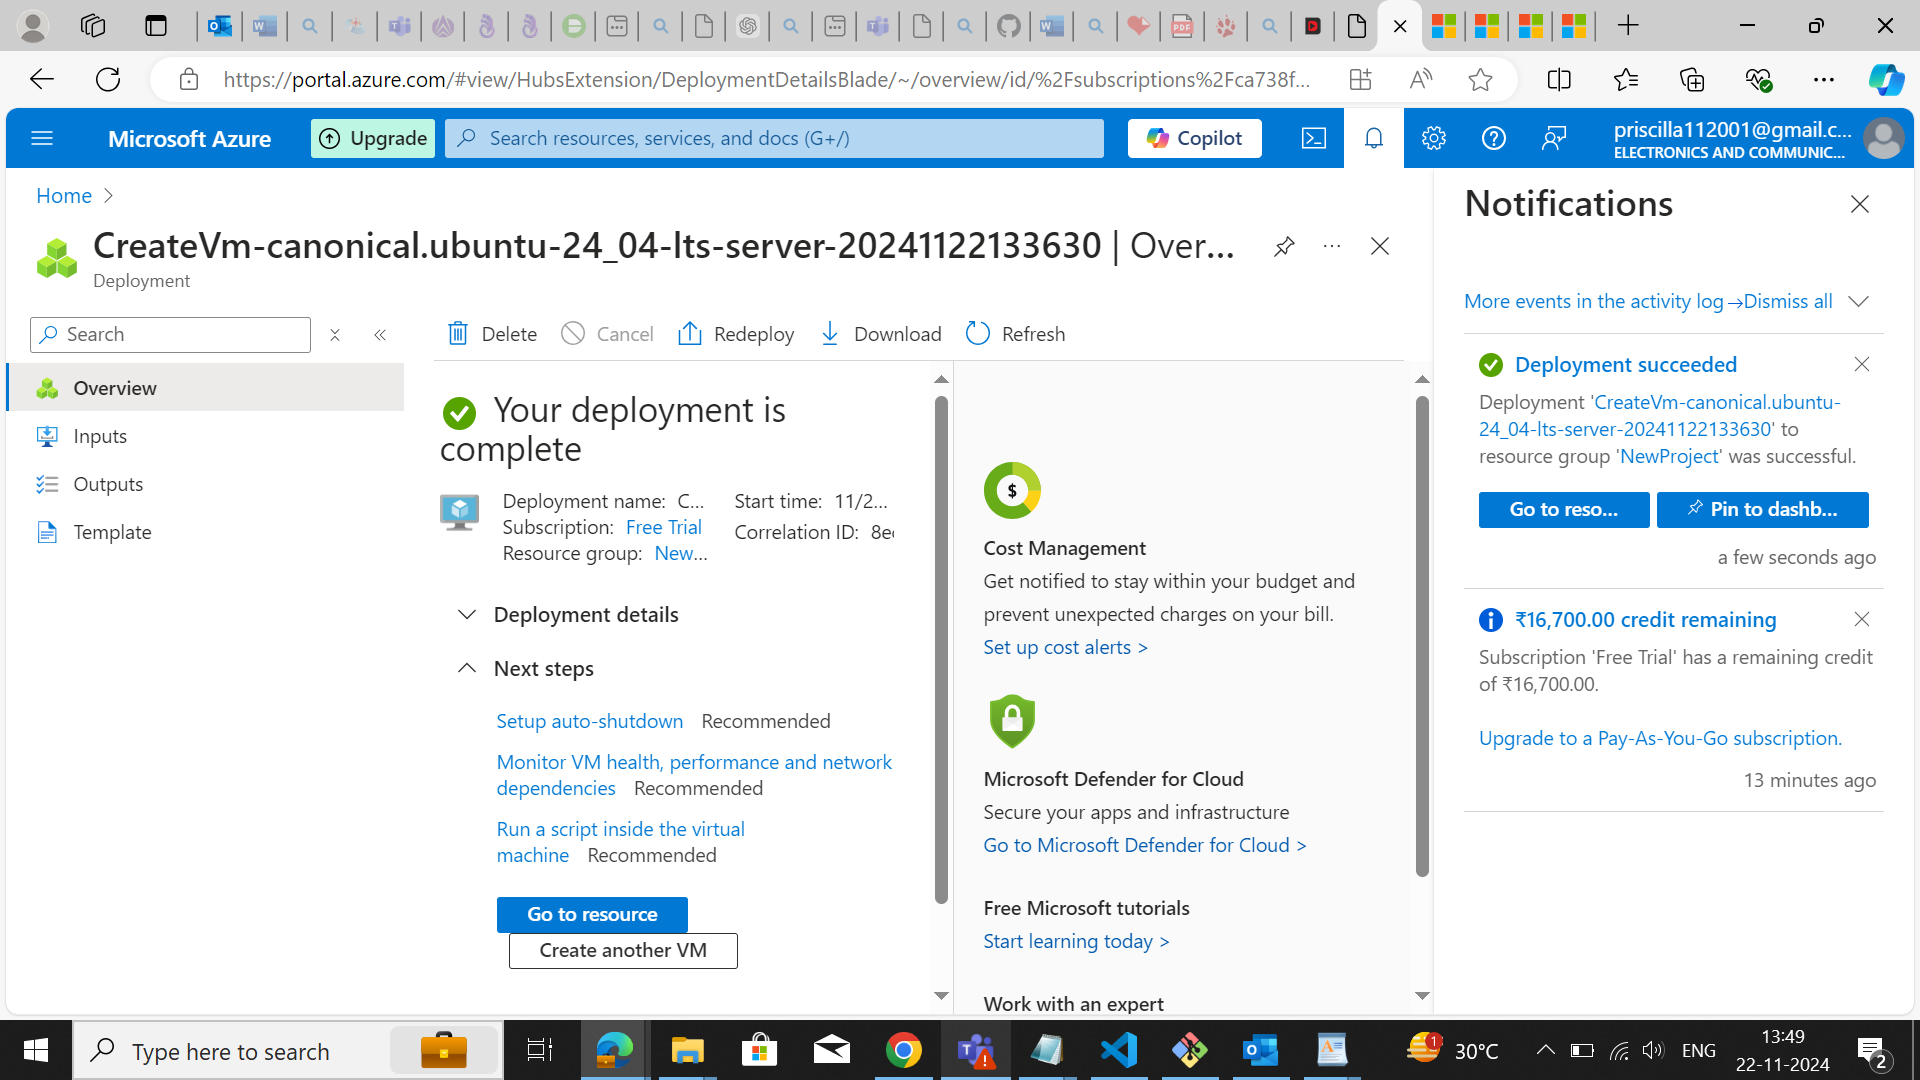 https://portal.azure.com/#view/HubsExtension/DeploymentDetailsBlade/~/overview/id/%2Fsubscriptions%2Fca738f...
Microsoft Azure
Upgrade
Search resources, services, and docs (G+/)
Copilot
priscilla112001@gmail.c...
ELECTRONICS AND COMMUNIC...
Home
CreateVm-canonical.ubuntu-24_04-lts-server-20241122133630 | Over...
Deployment
Search
Overview
Inputs
Outputs
Template
Delete
Cancel
Redeploy
Download
Refresh
Your deployment is
complete
Deployment name: C...
Subscription: Free Trial
Resource group: New...
Start time: 11/2...
Correlation ID: 8e
Deployment details
Next steps
Setup auto-shutdown Recommended
Monitor VM health, performance and network
dependencies Recommended
Run a script inside the virtual
machine Recommended
Go to resource
Create another VM
$
Cost Management
Get notified to stay within your budget and
prevent unexpected charges on your bill.
Set up cost alerts >
Microsoft Defender for Cloud
Secure your apps and infrastructure
Go to Microsoft Defender for Cloud >
Free Microsoft tutorials
Start learning today >
Work with an expert
Notifications
More events in the activity log → Dismiss all
Deployment succeeded
Deployment 'CreateVm-canonical.ubuntu-
24_04-lts-server-20241122133630' to
resource group 'NewProject' was successful.
Go to reso...
Pin to dashb...
a few seconds ago
₹16,700.00 credit remaining
Subscription 'Free Trial' has a remaining credit
of ₹16,700.00.
Upgrade to a Pay-As-You-Go subscription.
13 minutes ago
Type here to search
1
30°C
ENG
13:49
22-11-2024
2